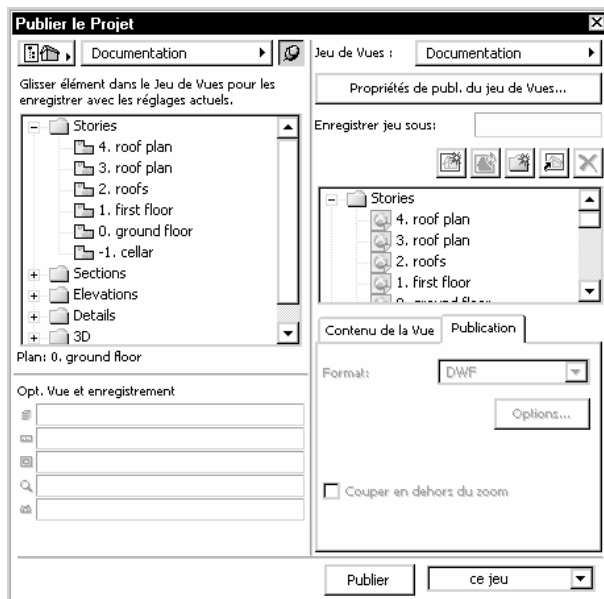 Publier le Projet
Documentation
Glisser élément dans le Jeu de Vues pour les
enregistrer avec les réglages actuels.
Stories
4. roof plan
3. roof plan
2. roofs
1. first floor
0. ground floor
-1. cellar
Sections
Elevations
Details
3D
Plan: 0. ground floor
Opt. Vue et enregistrement
Jeu de Vues :
Documentation
Propriétés de publ. du jeu de Vues...
Enregistrer jeu sous:
Stories
4. roof plan
3. roof plan
2. roofs
1. first floor
0. ground floor
Contenu de la Vue
Publication
Format:
DWF
Options...
Couper en dehors du zoom
Publier
ce jeu